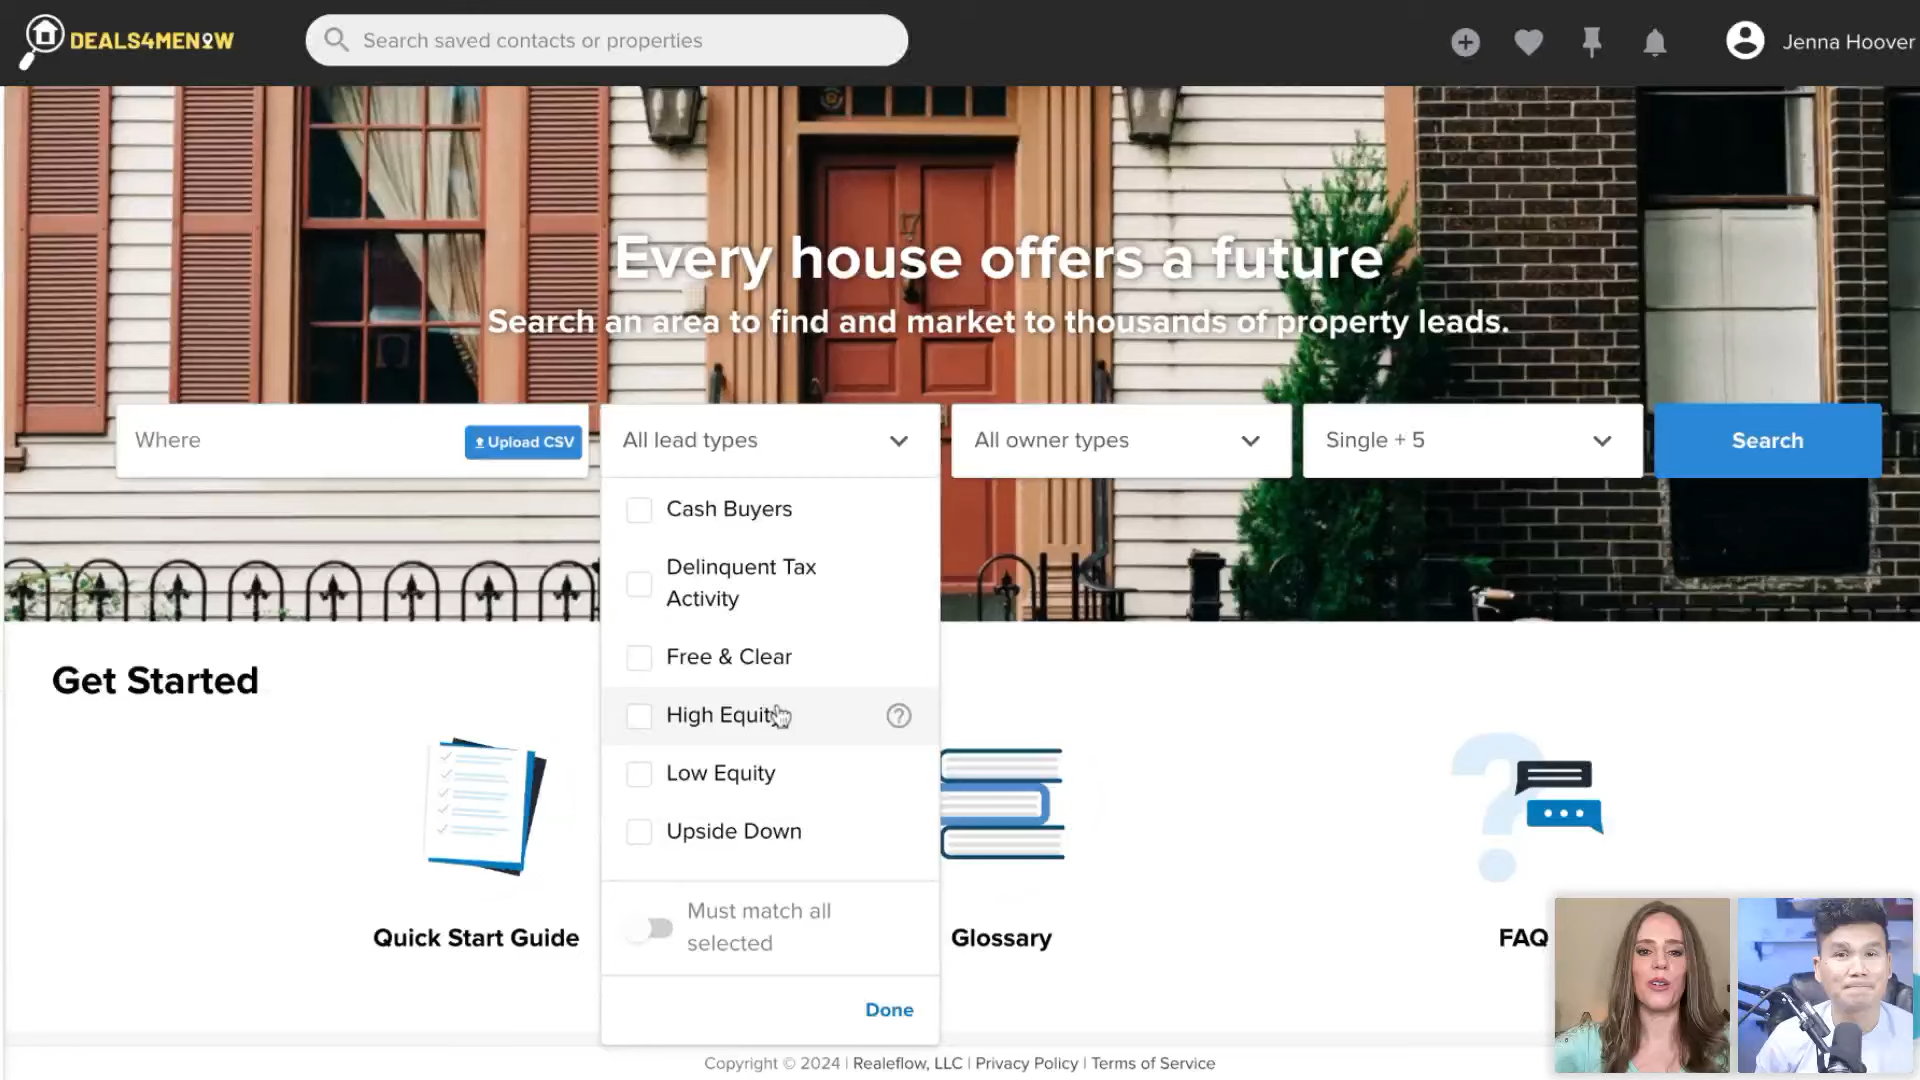 DEALS4MENOW
Search saved contacts or properties
Jenna Hoover
17
Every house offers a future
Search an area to find and market to thousands of property leads.
Where
Upload CSV
All lead types
All owner types
Single + 5
Search
Cash Buyers
Delinquent Tax
Activity
Free & Clear
High Equity
?
Low Equity
Upside Down
Must match all
selected
Done
Get Started
Quick Start Guide
Glossary
FAQ
Copyright © 2024 | Realeflow, LLC | Privacy Policy | Terms of Service